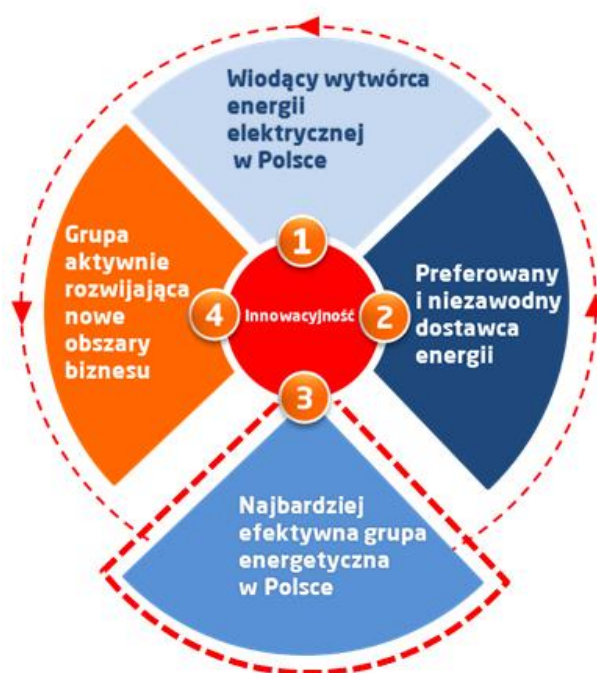 Wiodący wytwórca
energii
elektrycznej
w Polsce
1
Grupa
aktywnie
rozwijająca
nowe
obszary
biznesu
4
Innowacyjność
2
Preferowany
i niezawodny
dostawca
energii
3
Najbardziej
efektywna grupa
energetyczna
w Polsce